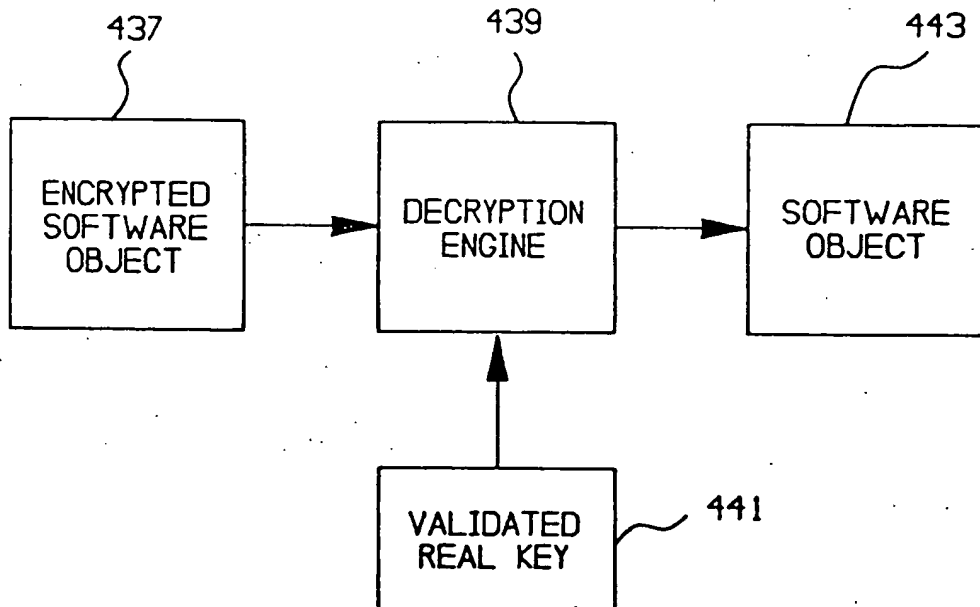 437
439
443
ENCRYPTED
SOFTWARE
OBJECT
DECRYPTION
ENGINE
SOFTWARE
OBJECT
VALIDATED
REAL KEY
441